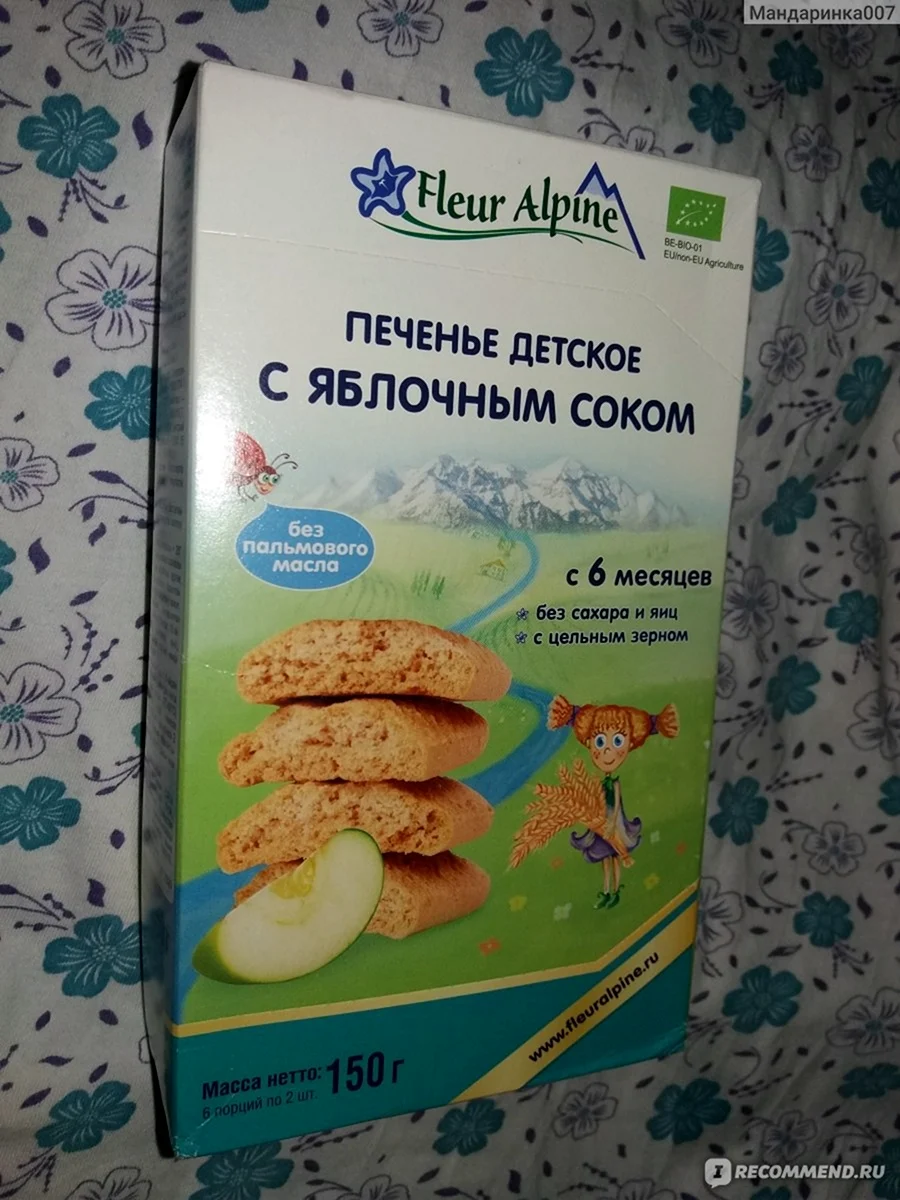 Мандаринка007
Fleur Alpine
BE-BIO-01
EU/non-EU Agriculture
ПЕЧЕНЬЕ ДЕТСКОЕ
С ЯБЛОЧНЫМ СОКОМ
без
пальмового
масла
с 6 месяцев
без сахара и яиц
с цельным зерном
www.fleuralpine.ru
Масса нетто: 150 г
6 порций по 2 шт.
IRECOMMEND.RU